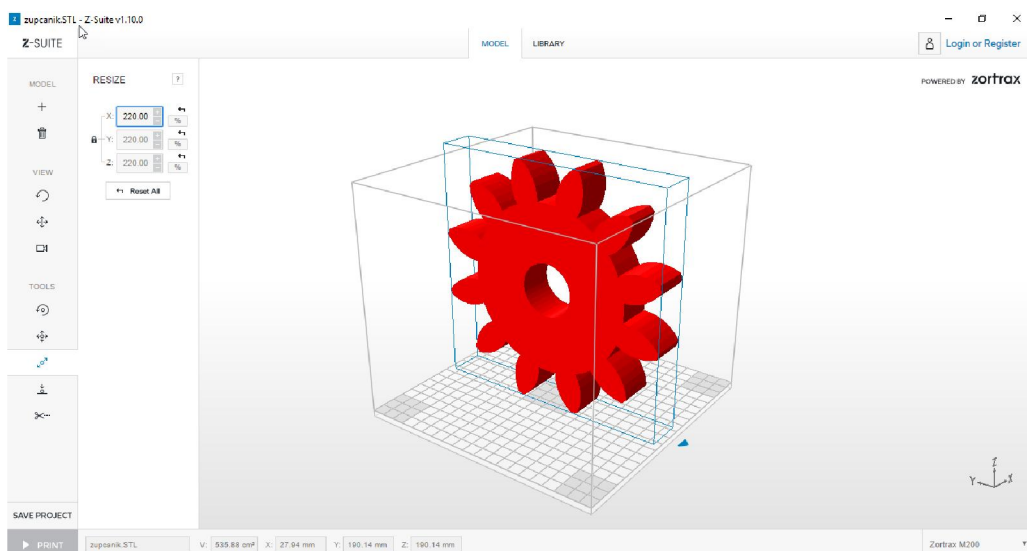 zupcanik.STL - Z-Suite v1.10.0
Z-SUITE
MODEL LIBRARY
Login or Register
MODEL
RESIZE ?
POWERED BY zortrax
X: 220.00 + - %
Y: 220.00 + - %
Z: 220.00 + - %
Reset All
VIEW
TOOLS
Z
Y X
SAVE PROJECT
PRINT zupcanik.STL V: 535.88 cm³ X: 27.94 mm Y: 190.14 mm Z: 190.14 mm Zortrax M200